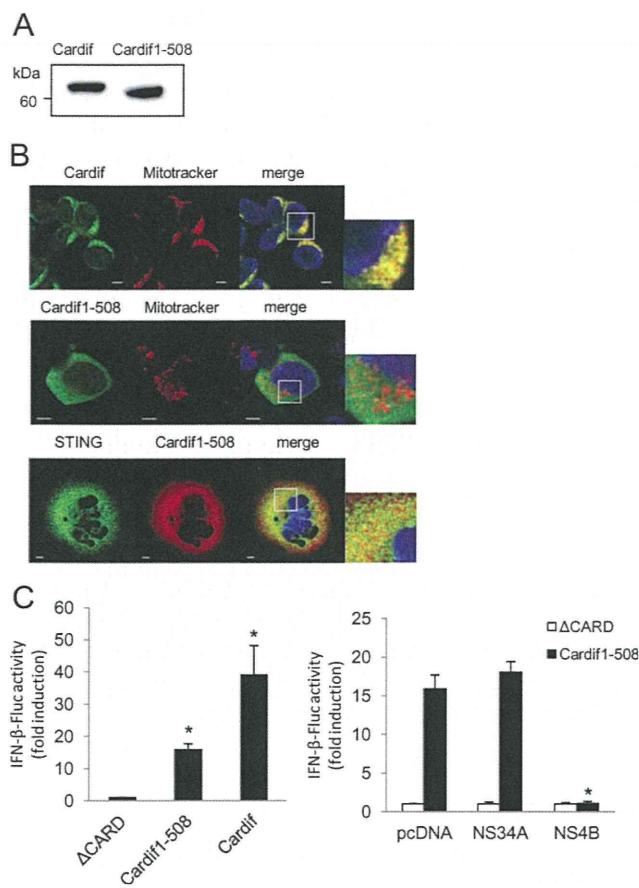 A
Cardif Cardif1-508
kDa
60
B
Cardif Mitotracker merge
Cardif1-508 Mitotracker merge
STING Cardif1-508 merge
C
IFN-β-Fluc activity
(fold induction)
60
50
40
30
20
10
0
*
*
ΔCARD
Cardif1-508
Cardif
IFN-β-Fluc activity
(fold induction)
25
20
15
10
5
0
ΔCARD
Cardif1-508
*
pcDNA NS34A NS4B